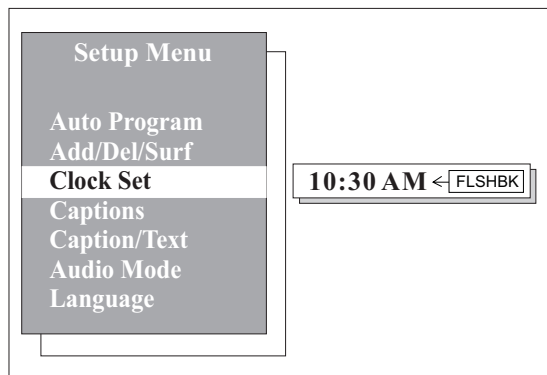 Setup Menu
Auto Program
Add/Del/Surf
Clock Set
Captions
Caption/Text
Audio Mode
Language
10:30 AM
FLSHBK